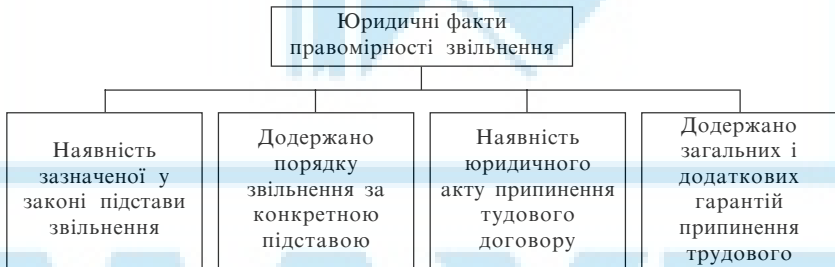 Юридичні факти
правомірності звільнення
Наявність
зазначеної у
законі підстави
звільнення
Додержано
порядку
звільнення за
конкретною
підставою
Наявність
юридичного
акту припинення
тудового
договору
Додержано
загальних і
додаткових
гарантій
припинення
трудового